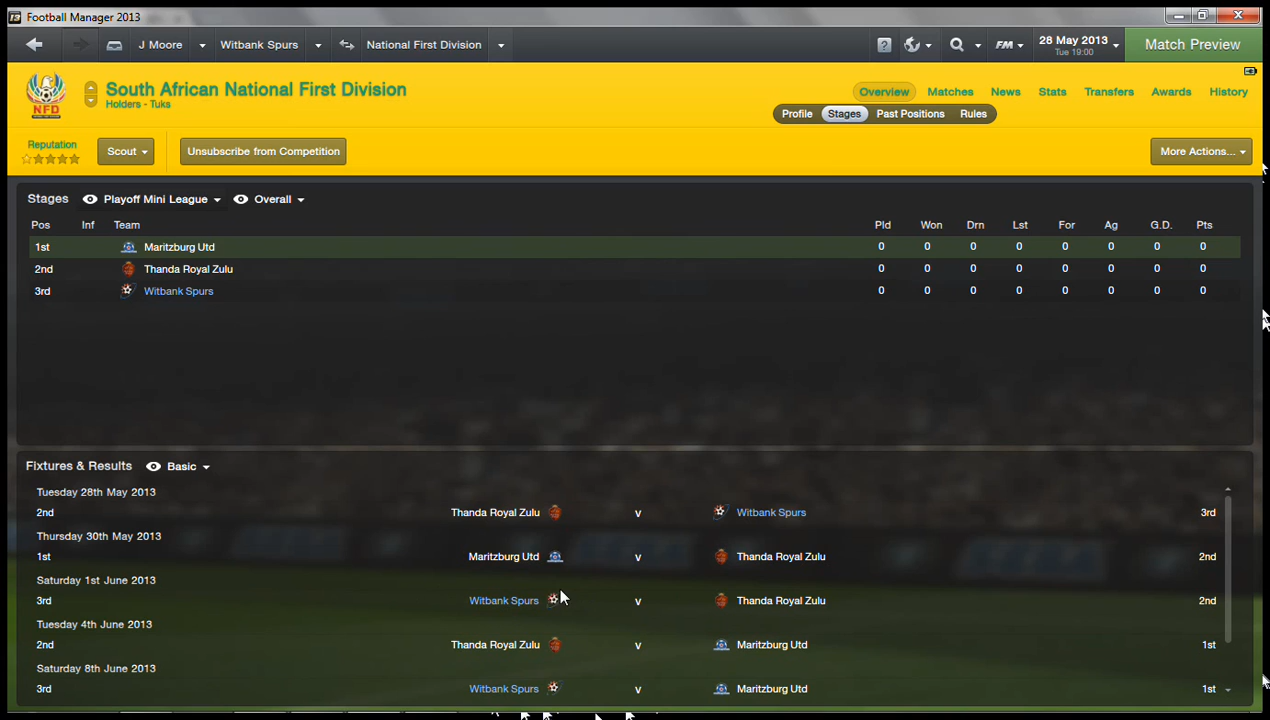 Football Manager 2013
J Moore Witbank Spurs National First Division ? FM 28 May 2013 Match Preview
Tue 19:00
NFD
South African National First Division
Holders - Tuks
Overview Matches News Stats Transfers Awards History
Profile Stages Past Positions Rules
Reputation
Scout Unsubscribe from Competition More Actions...
Stages Playoff Mini League Overall
Pos Inf Team Pld Won Drn Lst For Ag G.D. Pts
1st Maritzburg Utd 0 0 0 0 0 0 0 0
2nd Thanda Royal Zulu 0 0 0 0 0 0 0 0
3rd Witbank Spurs 0 0 0 0 0 0 0 0
Fixtures & Results Basic
Tuesday 28th May 2013
2nd Thanda Royal Zulu v Witbank Spurs 3rd
Thursday 30th May 2013
1st Maritzburg Utd v Thanda Royal Zulu 2nd
Saturday 1st June 2013
3rd Witbank Spurs v Thanda Royal Zulu 2nd
Tuesday 4th June 2013
2nd Thanda Royal Zulu v Maritzburg Utd 1st
Saturday 8th June 2013
3rd Witbank Spurs v Maritzburg Utd 1st